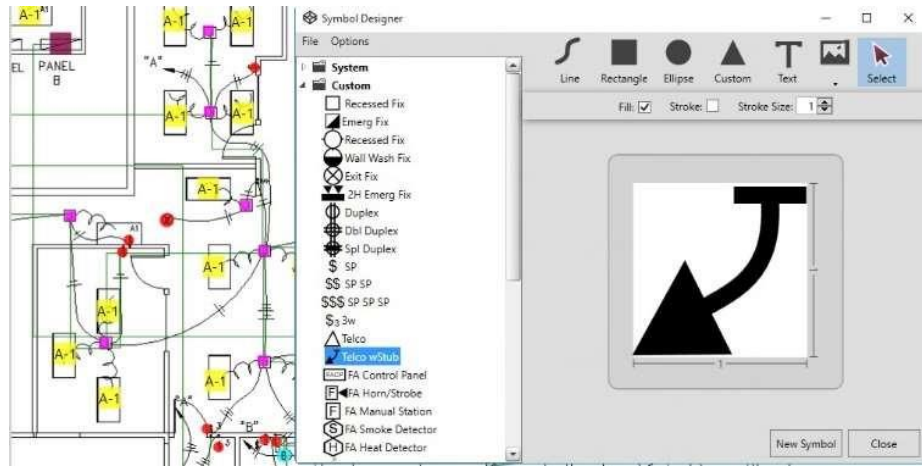 A-1 A1
A-1
A-1
EL PANEL
B
"A"
A-1
A-1
A-1
A1
A-1
A-1
A-1
A-1
A-1
"A"
"B"
3
3
Symbol Designer
File Options
System
Custom
Recessed Fix
Emerg Fix
Recessed Fix
Wall Wash Fix
Exit Fix
2H Emerg Fix
Duplex
Dbl Duplex
Spl Duplex
$ SP
$$ SP SP
$$$ SP SP SP
$3 3w
Telco
Telco wStub
FACP FA Control Panel
F FA Horn/Strobe
F FA Manual Station
S FA Smoke Detector
H FA Heat Detector
Line Rectangle Ellipse Custom T Text Select
Fill: Stroke: Stroke Size: 1
1
1
New Symbol Close